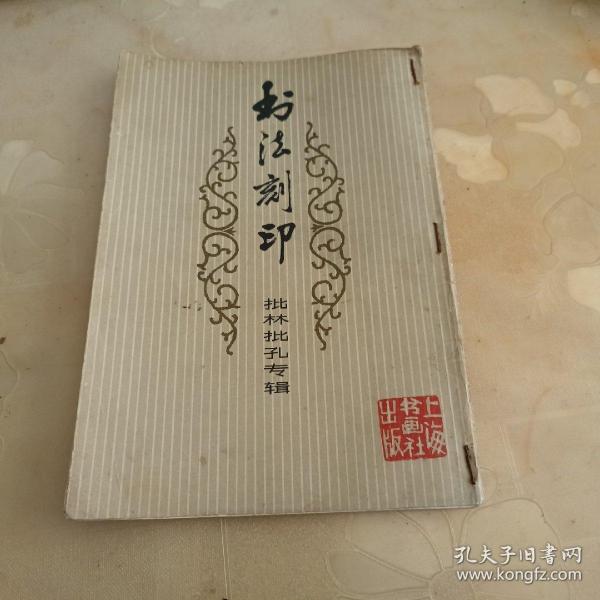 书法刻印
批林批孔专辑
上海
书画社
出版
孔夫子旧书网
www.kongfz.com